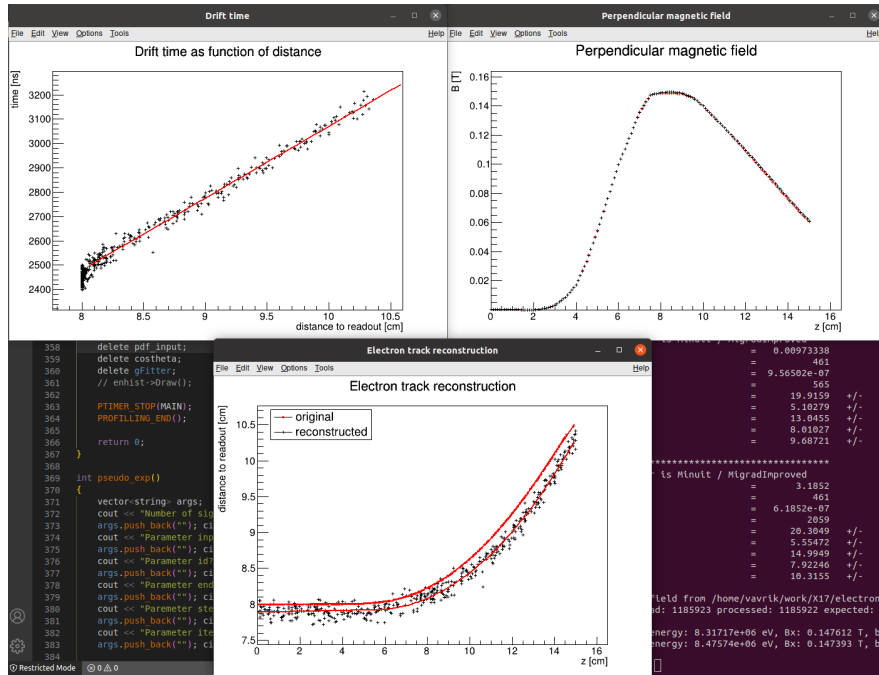 Drift time
File Edit View Options Tools Help
Drift time as function of distance
time [ns]
3200
3100
3000
2900
2800
2700
2600
2500
2400
8 8.5 9 9.5 10 10.5
distance to readout [cm]
Perpendicular magnetic field
File Edit View Options Tools
Perpendicular magnetic field
B [T]
0.16
0.14
0.12
0.1
0.08
0.06
0.04
0.02
0 2 4 6 8 10 12 14 16
z [cm]
358 delete pdf_input;
359 delete costheta;
360 delete gFitter;
361 // enhist->Draw();
362
363 PTIMER_STOP(MAIN);
364 PROFILLING_END();
365
366 return 0;
367 }
368
369 int pseudo_exp()
370 {
371 vector<string> args;
372 cout << "Number of sig
373 args.push_back(""); ci
374 cout << "Parameter inp
375 args.push_back(""); ci
376 cout << "Parameter id?
377 args.push_back(""); ci
378 cout << "Parameter end
379 args.push_back(""); ci
380 cout << "Paremeter ste
381 args.push_back(""); ci
382 cout << "Parameter ite
383 args.push_back(""); ci
384
Restricted Mode 0 0
Electron track reconstruction
File Edit View Options Tools Help
Electron track reconstruction
distance to readout [cm]
original
reconstructed
10.5
10
9.5
9
8.5
8
7.5
0 2 4 6 8 10 12 14 16
z [cm]
is Minuit / MigradImproved
= 0.00973338
= 461
= 9.56502e-07
= 565
= 19.9159 +/-
= 5.10279 +/-
= 13.0455 +/-
= 8.01027 +/-
= 9.68721 +/-
********************************
r is Minuit / MigradImproved
= 3.1852
= 461
= 6.1852e-07
= 2059
= 20.3049 +/-
= 5.55472 +/-
= 14.9949 +/-
= 7.92246 +/-
= 10.3155 +/-
field from /home/vavrik/work/X17/electron
ad: 1185923 processed: 1185922 expected:
energy: 8.31717e+06 eV, Bx: 0.147612 T, b
energy: 8.47574e+06 eV, Bx: 0.147393 T, b